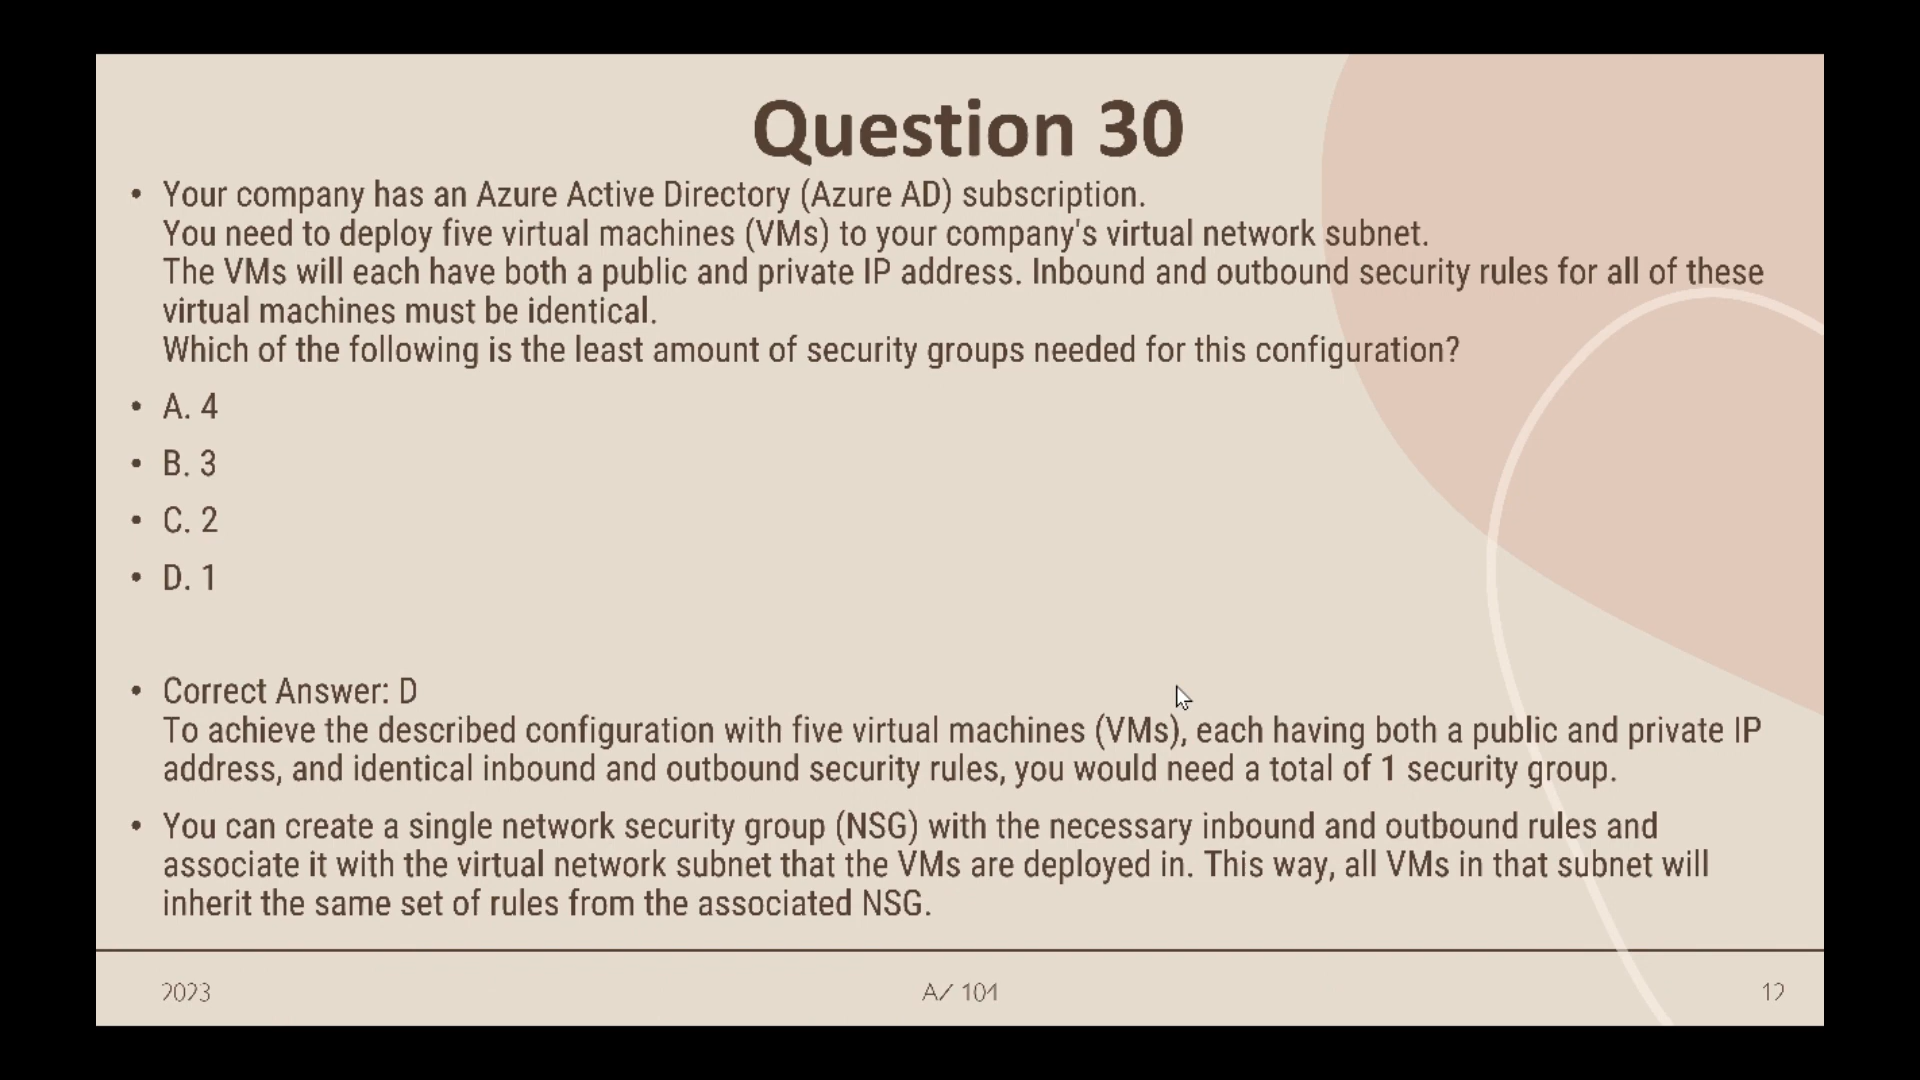 Question 30
• Your company has an Azure Active Directory (Azure AD) subscription.
You need to deploy five virtual machines (VMs) to your company's virtual network subnet.
The VMs will each have both a public and private IP address. Inbound and outbound security rules for all of these
virtual machines must be identical.
Which of the following is the least amount of security groups needed for this configuration?
• A. 4
• B. 3
• C. 2
• D. 1
• Correct Answer: D
To achieve the described configuration with five virtual machines (VMs), each having both a public and private IP
address, and identical inbound and outbound security rules, you would need a total of 1 security group.
• You can create a single network security group (NSG) with the necessary inbound and outbound rules and
associate it with the virtual network subnet that the VMs are deployed in. This way, all VMs in that subnet will
inherit the same set of rules from the associated NSG.
2023
AZ 104
12